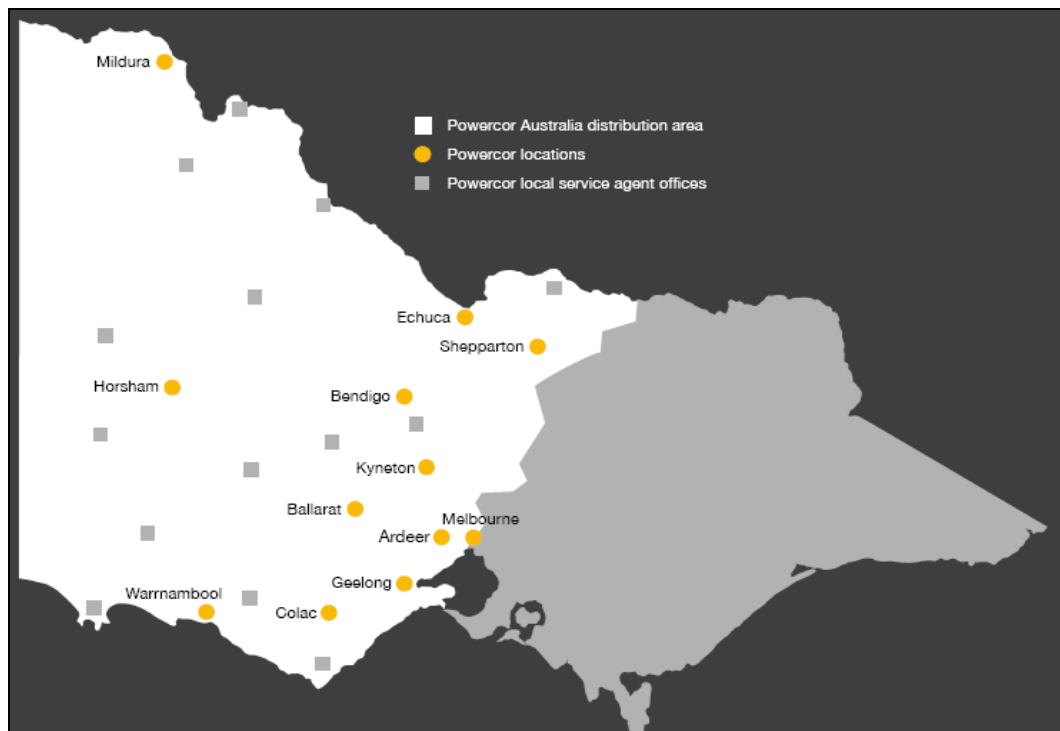 Mildura
Powercor Australia distribution area
Powercor locations
Powercor local service agent offices
Echuca
Shepparton
Horsham
Bendigo
Kyneton
Ballarat
Melbourne
Ardeer
Geelong
Warrnambool
Colac